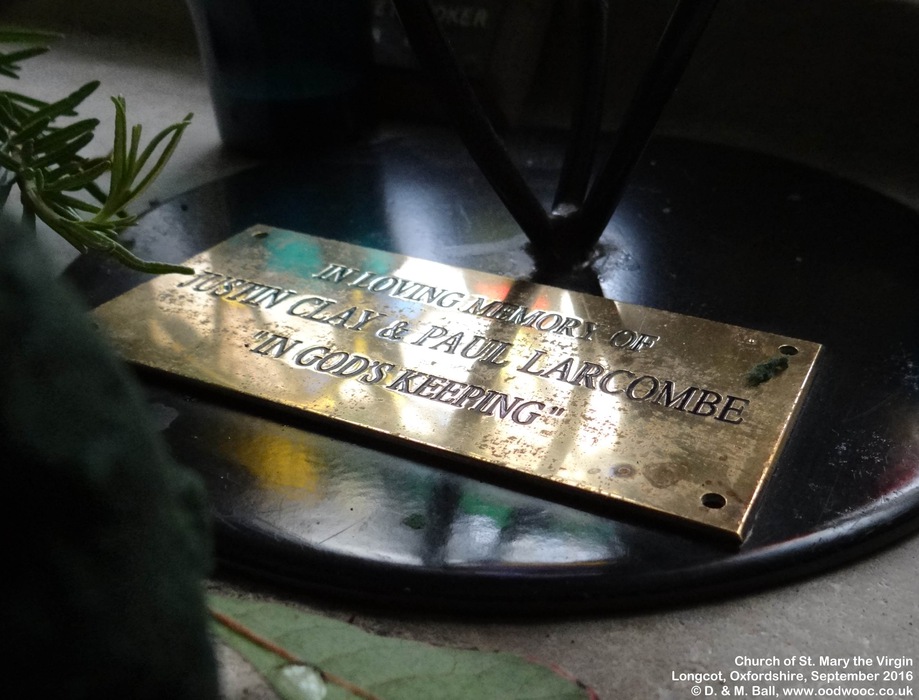 OKER
IN LOVING MEMORY OF
JUSTIN CLAY & PAUL LARCOMBE
"IN GOD'S KEEPING"
Church of St. Mary the Virgin
Longcot, Oxfordshire, September 2016
© D. & M. Ball, www.oodwooc.co.uk